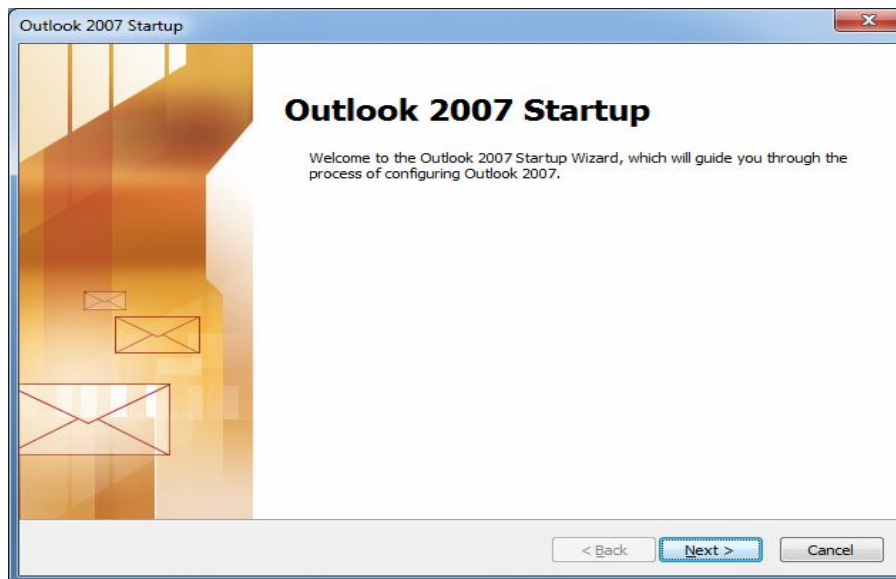 Outlook 2007 Startup
Outlook 2007 Startup
Welcome to the Outlook 2007 Startup Wizard, which will guide you through the
process of configuring Outlook 2007.
< Back Next > Cancel